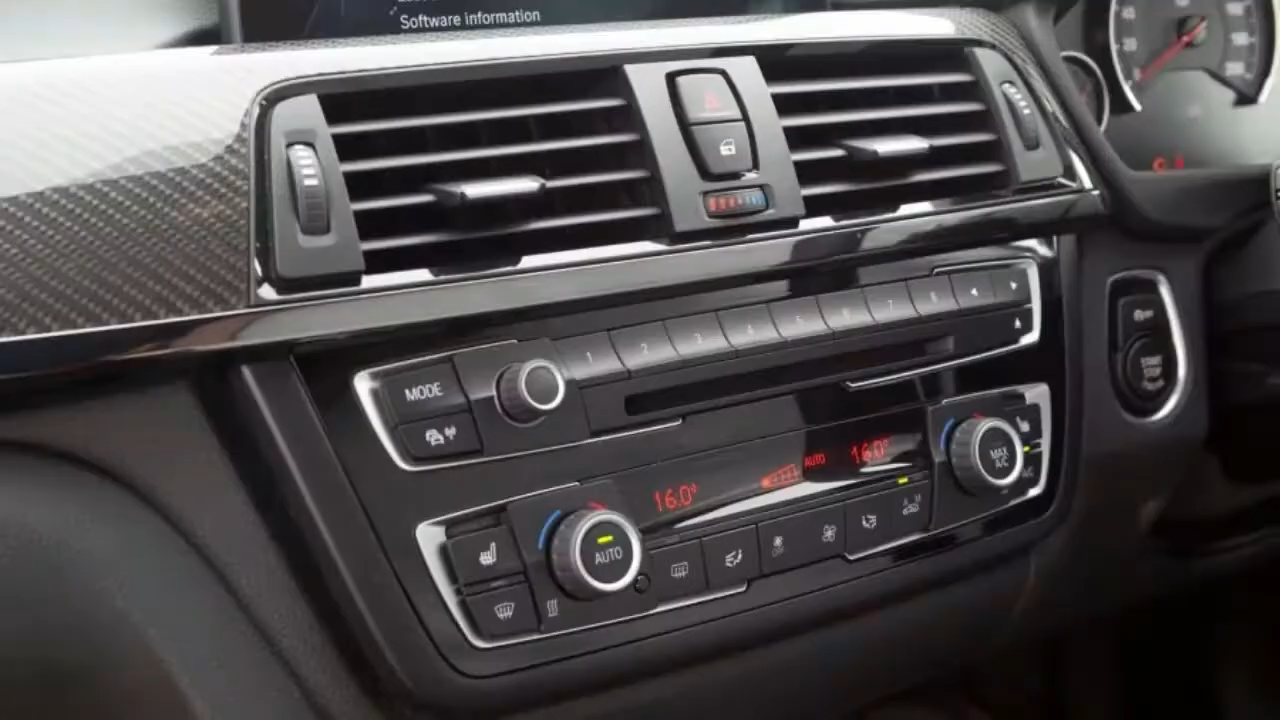 Software information
1 2 3 4 5 6 7 8
MODE
START
STOP
16.0°
AUTO
16.0°
MAX
A/C
A/C
AUTO